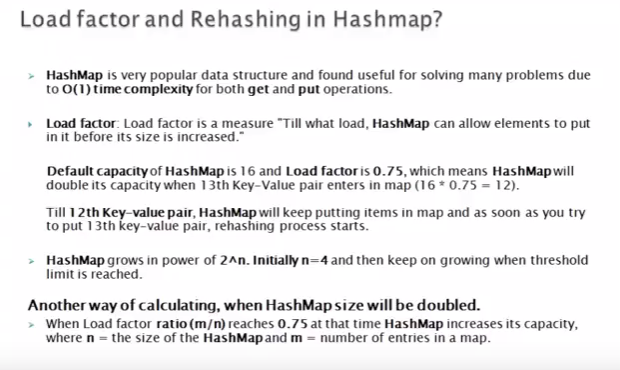 Load factor and Rehashing in Hashmap?
➢ HashMap is very popular data structure and found useful for solving many problems due
to O(1) time complexity for both get and put operations.
▸ Load factor: Load factor is a measure "Till what load, HashMap can allow elements to put
in it before its size is increased."
Default capacity of HashMap is 16 and Load factor is 0.75, which means HashMap will
double its capacity when 13th Key-Value pair enters in map (16 * 0.75 = 12).
Till 12th Key-value pair, HashMap will keep putting items in map and as soon as you try
to put 13th key-value pair, rehashing process starts.
➢ HashMap grows in power of 2^n. Initially n=4 and then keep on growing when threshold
limit is reached.
Another way of calculating, when HashMap size will be doubled.
➢ When Load factor ratio (m/n) reaches 0.75 at that time HashMap increases its capacity,
where n = the size of the HashMap and m = number of entries in a map.